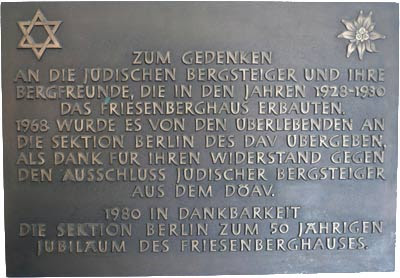 ZUM GEDENKEN
AN DIE JÜDISCHEN BERGSTEIGER UND IHRE
BERGFREUNDE, DIE IN DEN JAHREN 1928-1930
DAS FRIESENBERGHAUS ERBAUTEN.
1968 WURDE ES VON DEN ÜBERLEBENDEN AN
DIE SEKTION BERLIN DES DAV ÜBERGEBEN,
ALS DANK FÜR IHREN WIDERSTAND GEGEN
DEN AUSSCHLUSS JÜDISCHER BERGSTEIGER
AUS DEM DÖAV.
1980 IN DANKBARKEIT
DIE SEKTION BERLIN ZUM 50 JÄHRIGEN
JUBILÄUM DES FRIESENBERGHAUSES.